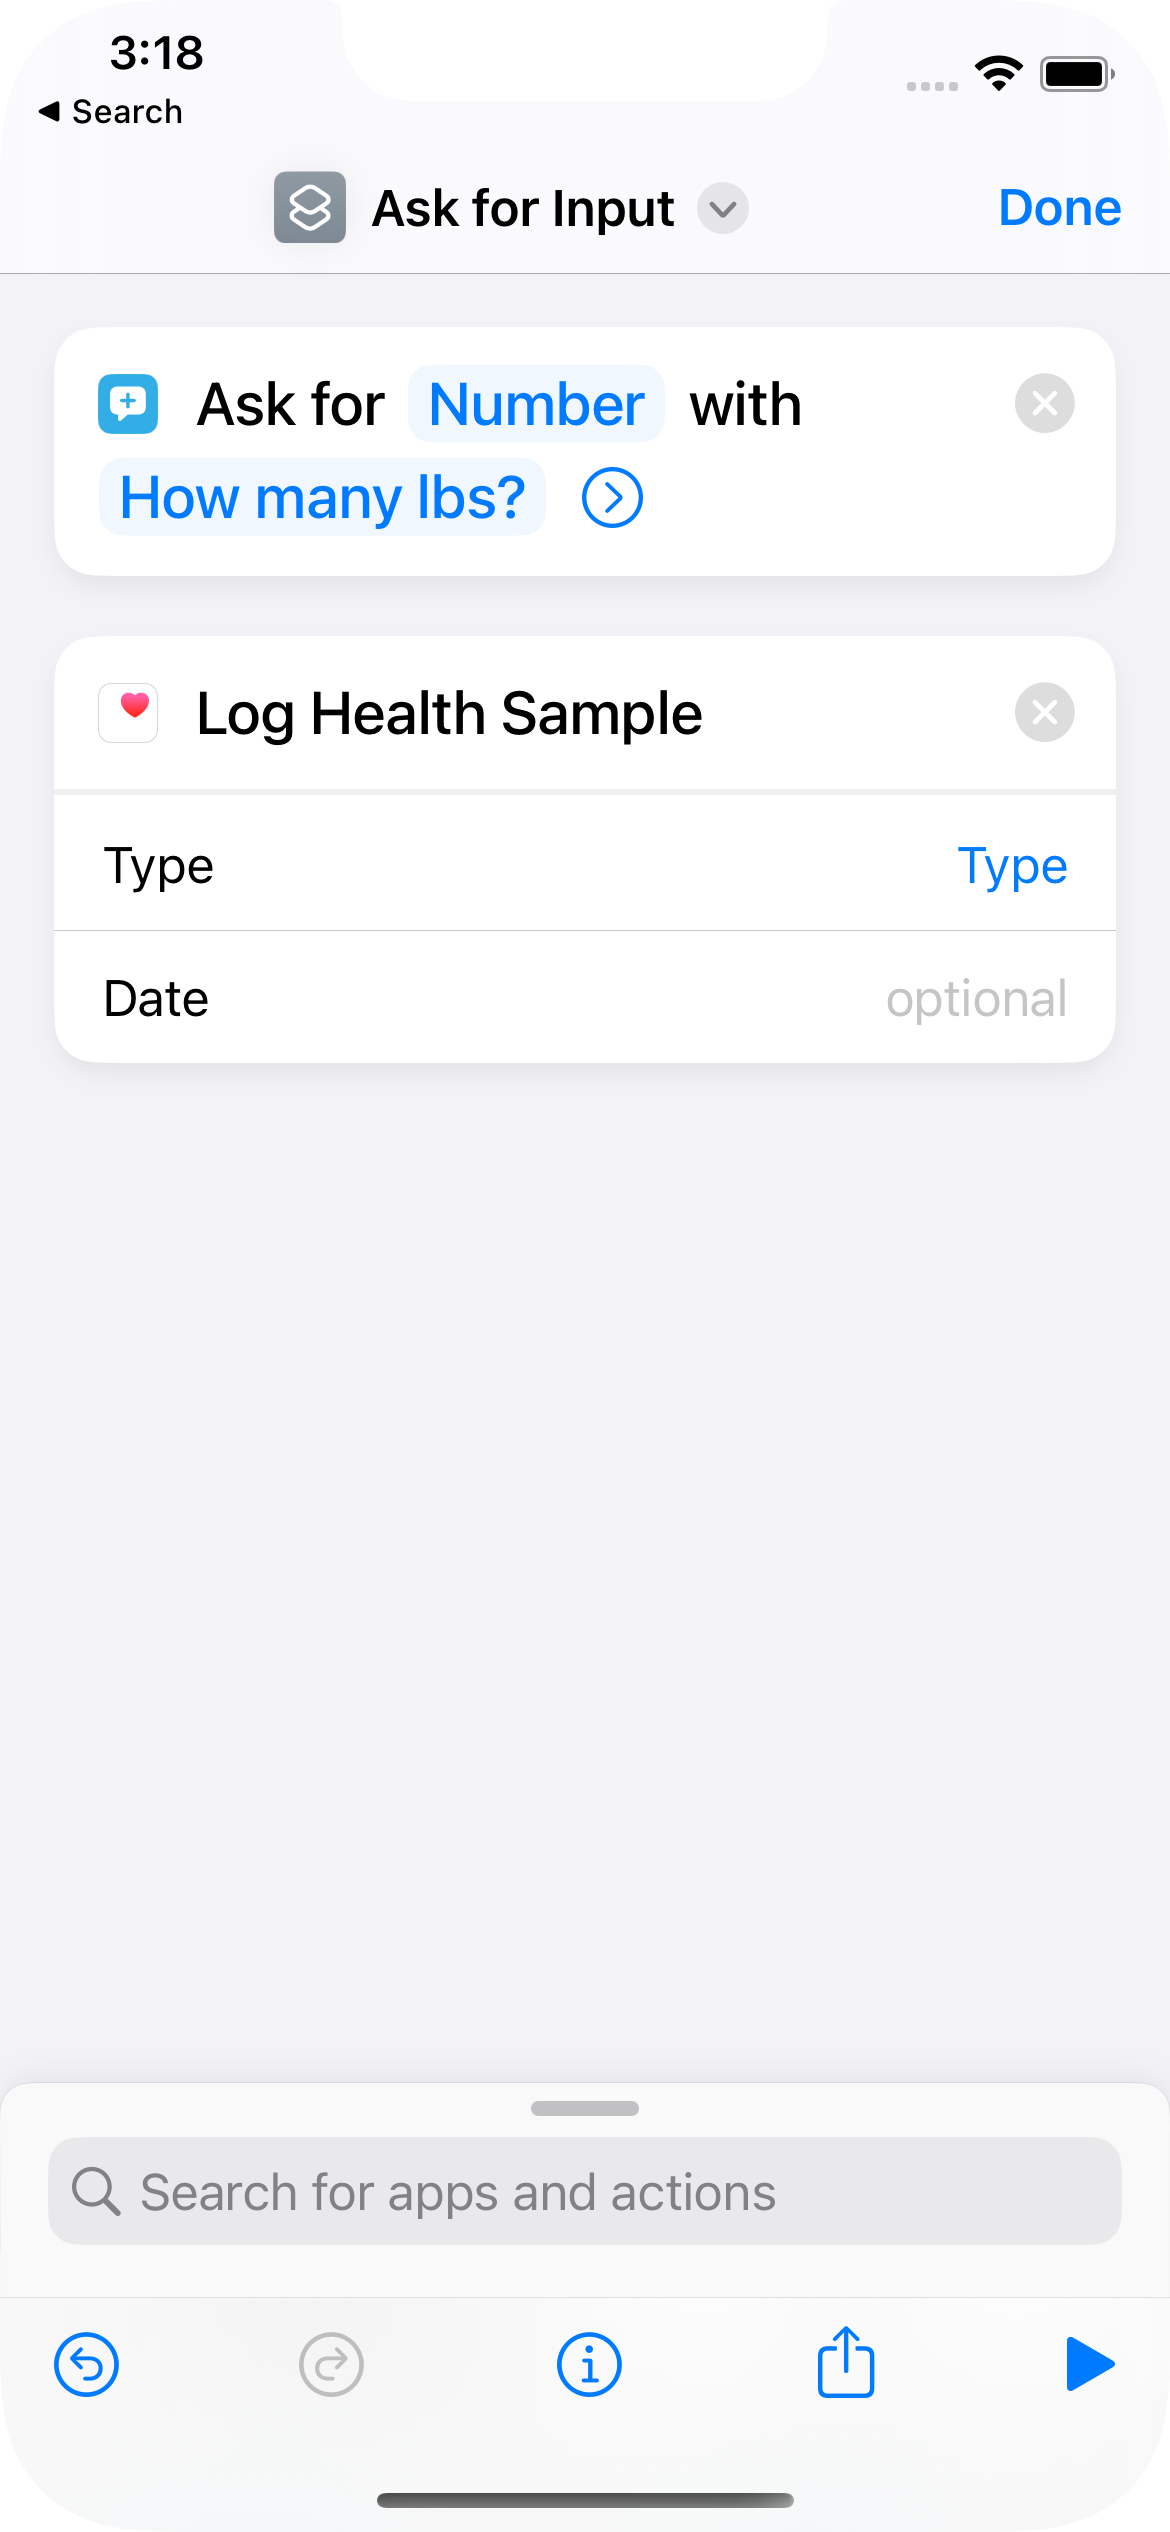 3:18
Search
Ask for Input
Done
Ask for Number with
How many lbs?
Log Health Sample
Type Type
Date optional
Search for apps and actions